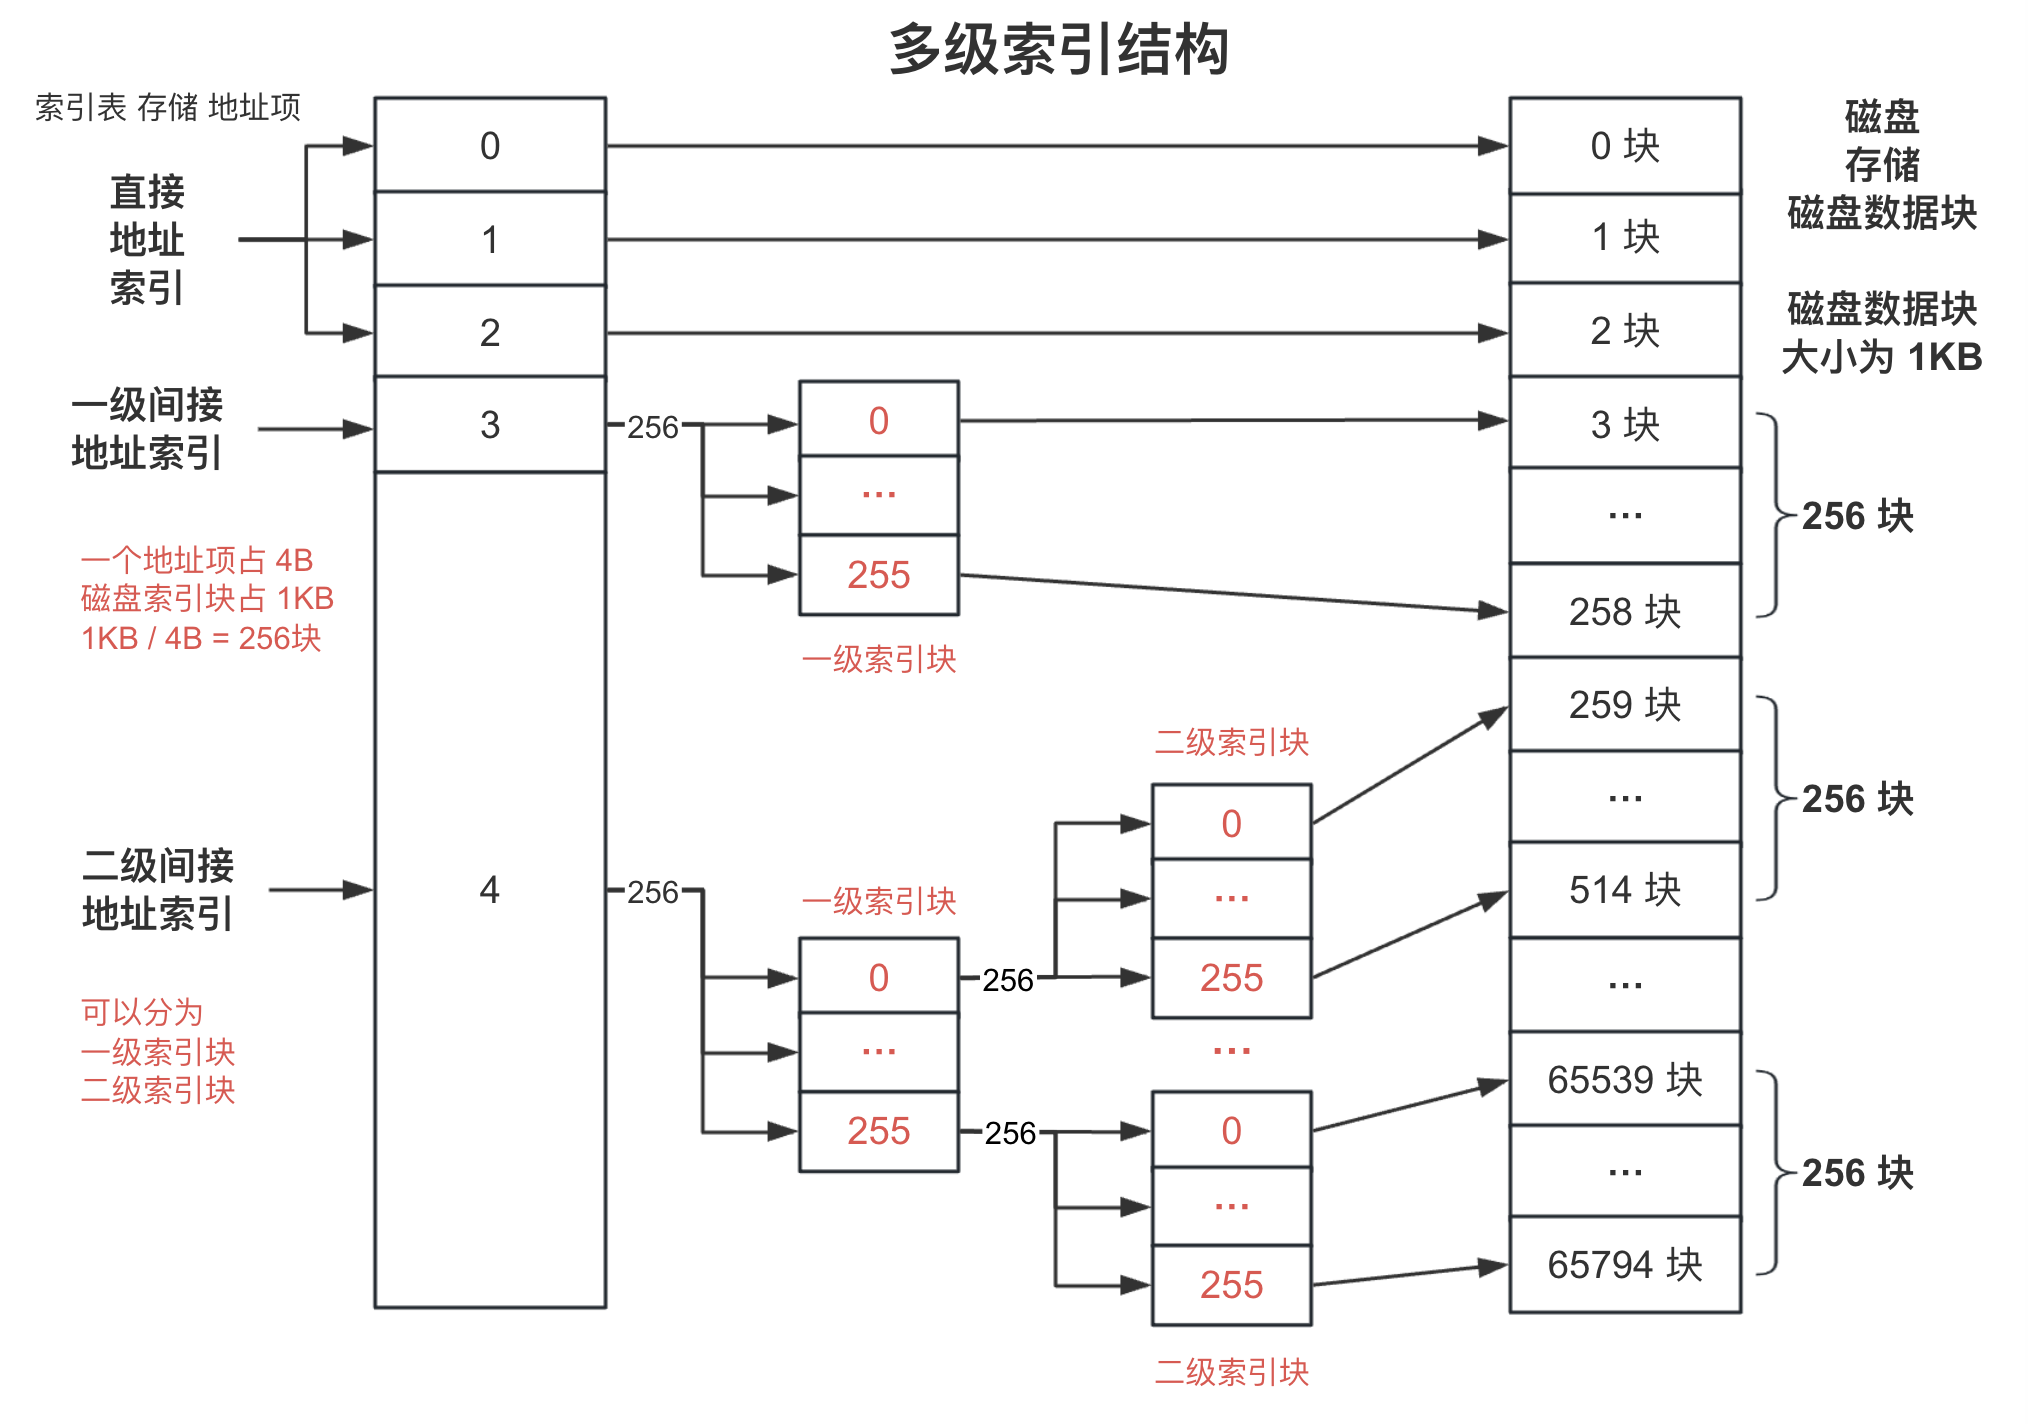 多级索引结构
索引表 存储 地址项
直接
地址
索引
一级间接
地址索引
一个地址项占 4B
磁盘索引块占 1KB
1KB / 4B = 256块
二级间接
地址索引
可以分为
一级索引块
二级索引块
0
1
2
3
4
256
0
...
255
一级索引块
256
一级索引块
0
...
255
256
256
二级索引块
0
...
255
...
0
...
255
二级索引块
0 块
1 块
2 块
3 块
...
258 块
259 块
...
514 块
...
65539 块
...
65794 块
磁盘
存储
磁盘数据块
磁盘数据块
大小为 1KB
256 块
256 块
256 块